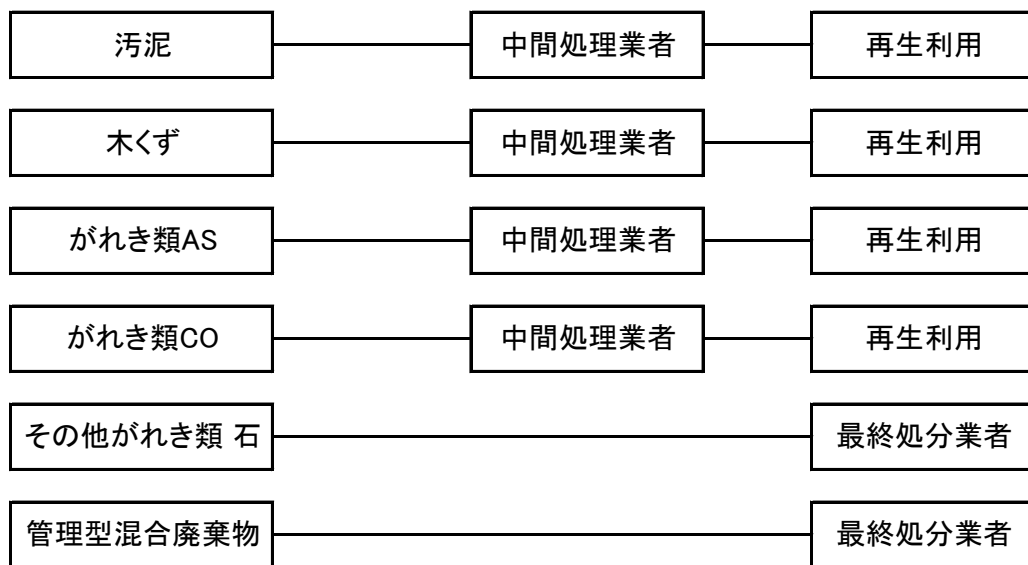 汚泥 中間処理業者 再生利用
木くず 中間処理業者 再生利用
がれき類AS 中間処理業者 再生利用
がれき類CO 中間処理業者 再生利用
その他がれき類 石 最終処分業者
管理型混合廃棄物 最終処分業者